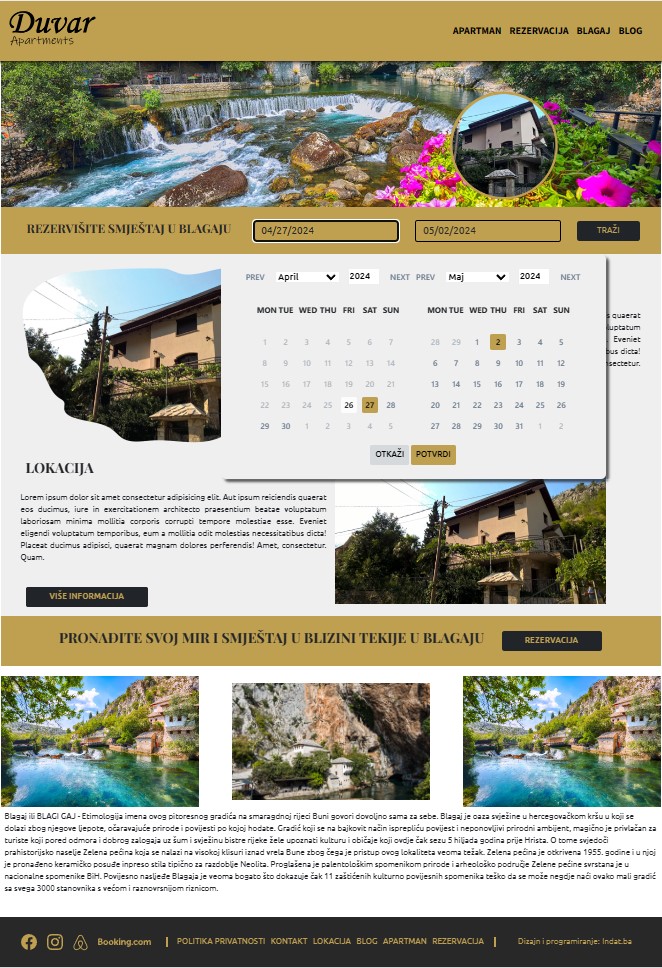 Duvar
Apartments
APARTMAN REZERVACIJA BLAGAJ BLOG
REZERVIŠITE SMJEŠTAJ U BLAGAJU
04/27/2024
05/02/2024
TRAŽI
PREV April 2024 NEXT PREV Maj 2024 NEXT
MON TUE WED THU FRI SAT SUN MON TUE WED THU FRI SAT SUN
1 2 3 4 5 6 7 28 29 1 2 3 4 5
8 9 10 11 12 13 14 6 7 8 9 10 11 12
15 16 17 18 19 20 21 13 14 15 16 17 18 19
22 23 24 25 26 27 28 20 21 22 23 24 25 26
29 30 1 2 3 4 5 27 28 29 30 31 1 2
OTKAŽI POTVRDI
s quaerat
luptatum
Eveniet
bus dicta!
nsectetur.
LOKACIJA
Lorem ipsum dolor sit amet consectetur adipisicing elit. Aut ipsum reiciendis quaerat
eos ducimus, iure in exercitationem architecto praesentium beatae voluptatum
laboriosam minima mollitia corporis corrupti tempore molestiae esse. Eveniet
eligendi voluptatum temporibus, eum a mollitia odit molestias necessitatibus dicta!
Placeat ducimus adipisci, quaerat magnam dolores perferendis! Amet, consectetur.
Quam.
VIŠE INFORMACIJA
PRONAĐITE SVOJ MIR I SMJEŠTAJ U BLIZINI TEKIJE U BLAGAJU
REZERVACIJA
Blagaj ili BLAGI GAJ - Etimologija imena ovog pitoresnog gradića na smaragdnoj rijeci Buni govori dovoljno sama za sebe. Blagaj je oaza svježine u hercegovačkom kršu u koji se
dolazi zbog njegove ljepote, očaravajuće prirode i povijesti po kojoj hodate. Gradić koji se na bajkovit način isprepliću povijest i neponovljivi prirodni ambijent, magično je privlačan za
turiste koji pored odmora i dobrog zalogaja uz šum i svježinu bistre rijeke žele upoznati kulturu i običaje koji ovdje čak sezu 5 hiljada godina prije Hrista. O tome svjedoči
prahistorijsko naselje Zelena pećina koja se nalazi na visokoj klisuri iznad vrela Bune zbog čega je pristup ovog lokaliteta veoma težak. Zelena pećina je otkrivena 1955. godine i u njoj
je pronađeno keramičko posuđe inpreso stila tipično za razdoblje Neolita. Proglašena je palentološkim spomenikom prirode i arheološko područje Zelene pećine svrstana je u
nacionalne spomenike BiH. Povijesno nasljeđe Blagaja je veoma bogato što dokazuje čak 11 zaštićenih kulturno povijesnih spomenika teško da se može negdje naći ovako mali gradić
sa svega 3000 stanovnika s većom i raznovrsnijom riznicom.
Booking.com | POLITIKA PRIVATNOSTI KONTAKT LOKACIJA BLOG APARTMAN REZERVACIJA | Dizajn i programiranje: Indat.ba